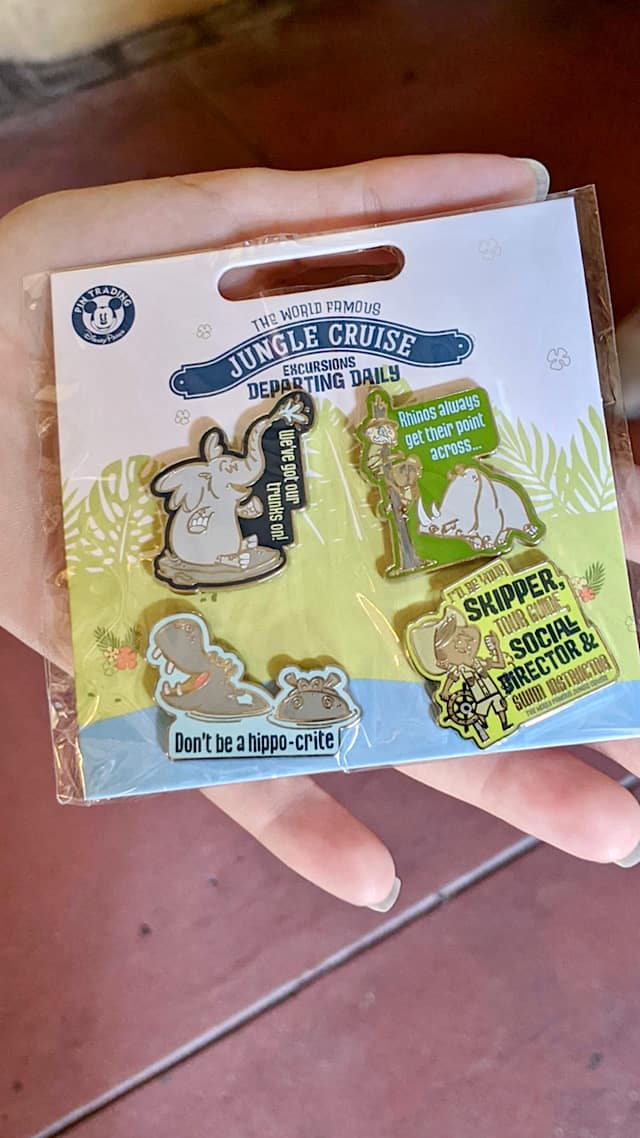 PIN TRADING
Disney Parks
THE WORLD FAMOUS
JUNGLE CRUISE
EXCURSIONS
DEPARTING DAILY
We've got our
trunks on!
Rhinos always
get their point
across...
Don't be a hippo-crite
I'LL BE YOUR
SKIPPER,
TOUR GUIDE,
SOCIAL
DIRECTOR &
SWIM INSTRUCTOR
THE WORLD FAMOUS JUNGLE CRUISE